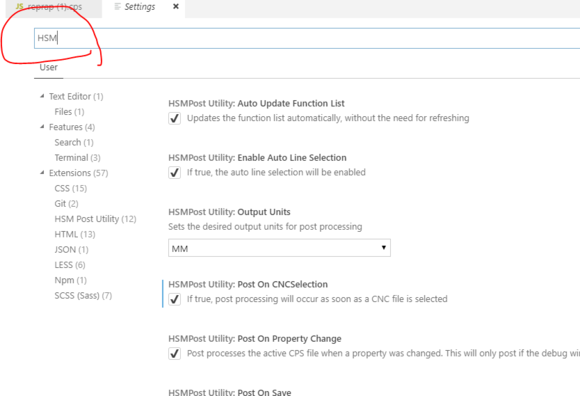 reprap (1).cps
Settings
HSM
User
Text Editor (1)
Files (1)
Features (4)
Search (1)
Terminal (3)
Extensions (57)
CSS (15)
Git (2)
HSM Post Utility (12)
HTML (13)
JSON (1)
LESS (6)
Npm (1)
SCSS (Sass) (7)
HSMPost Utility: Auto Update Function List
Updates the function list automatically, without the need for refreshing
HSMPost Utility: Enable Auto Line Selection
If true, the auto line selection will be enabled
HSMPost Utility: Output Units
Sets the desired output units for post processing
MM
HSMPost Utility: Post On CNCSelection
If true, post processing will occur as soon as a CNC file is selected
HSMPost Utility: Post On Property Change
Post processes the active CPS file when a property was changed. This will only post if the debug
HSMPost Utility: Post On Save